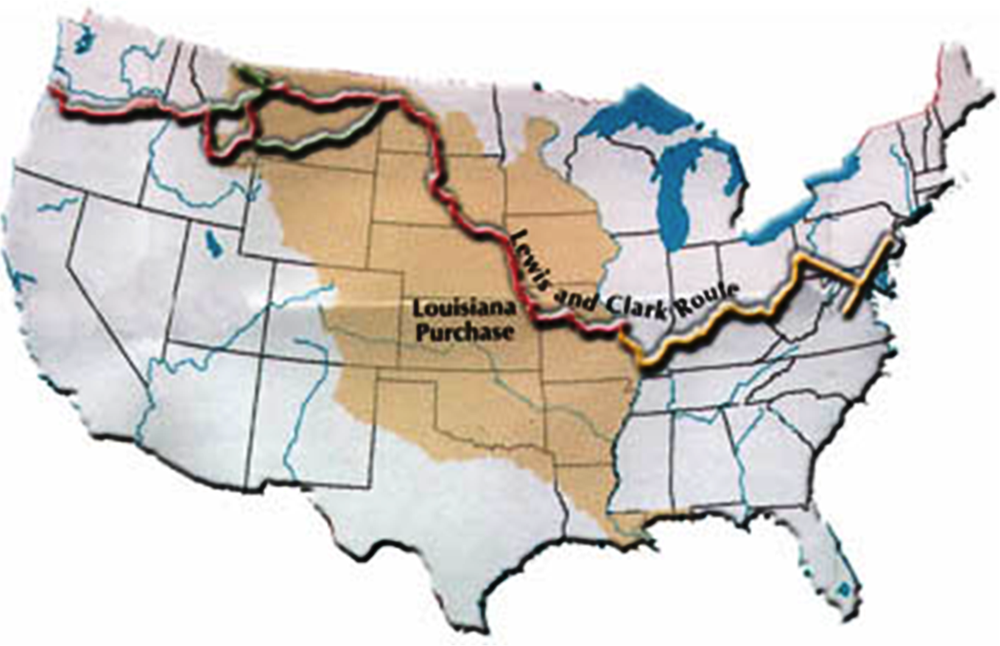 Lewis and Clark Route
Louisiana
Purchase